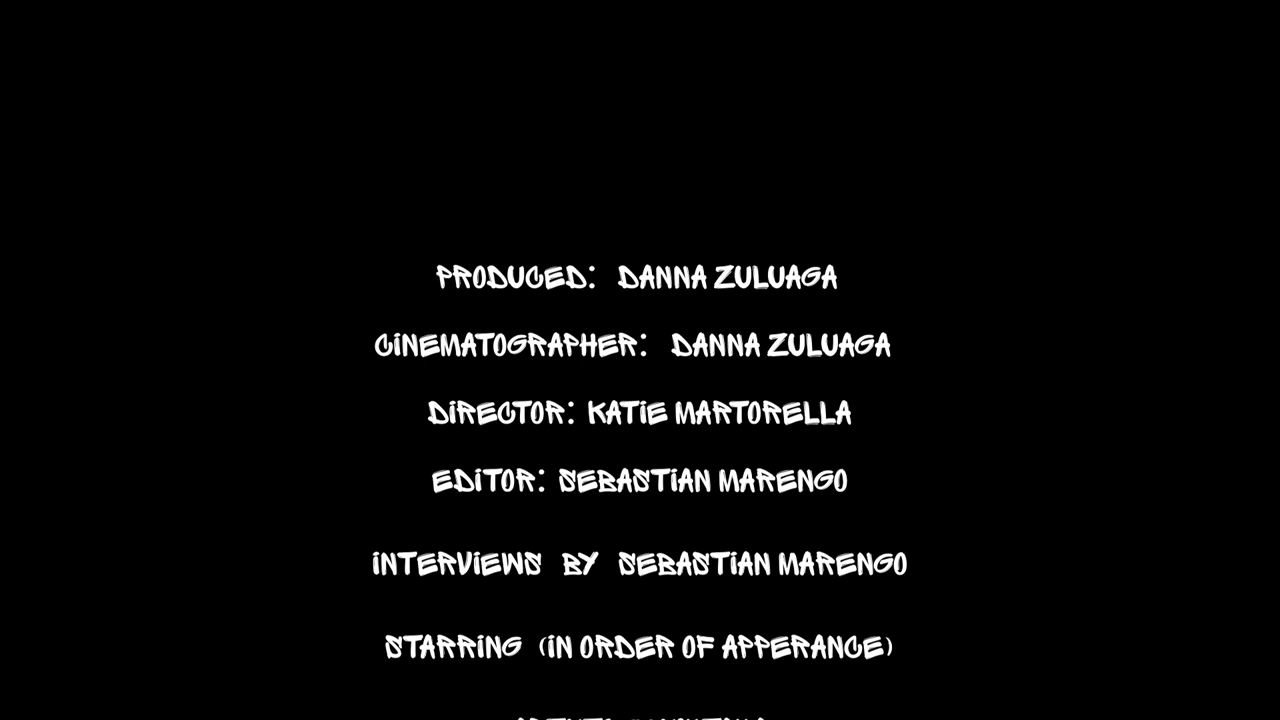 PRODUCED: DANNA ZULUAGA
CINEMATOGRAPHER: DANNA ZULUAGA
DIRECTOR: KATIE MARTORELLA
EDITOR: SEBASTIAN MARENGO
INTERVIEWS BY SEBASTIAN MARENGO
STARRING (IN ORDER OF APPERANCE)